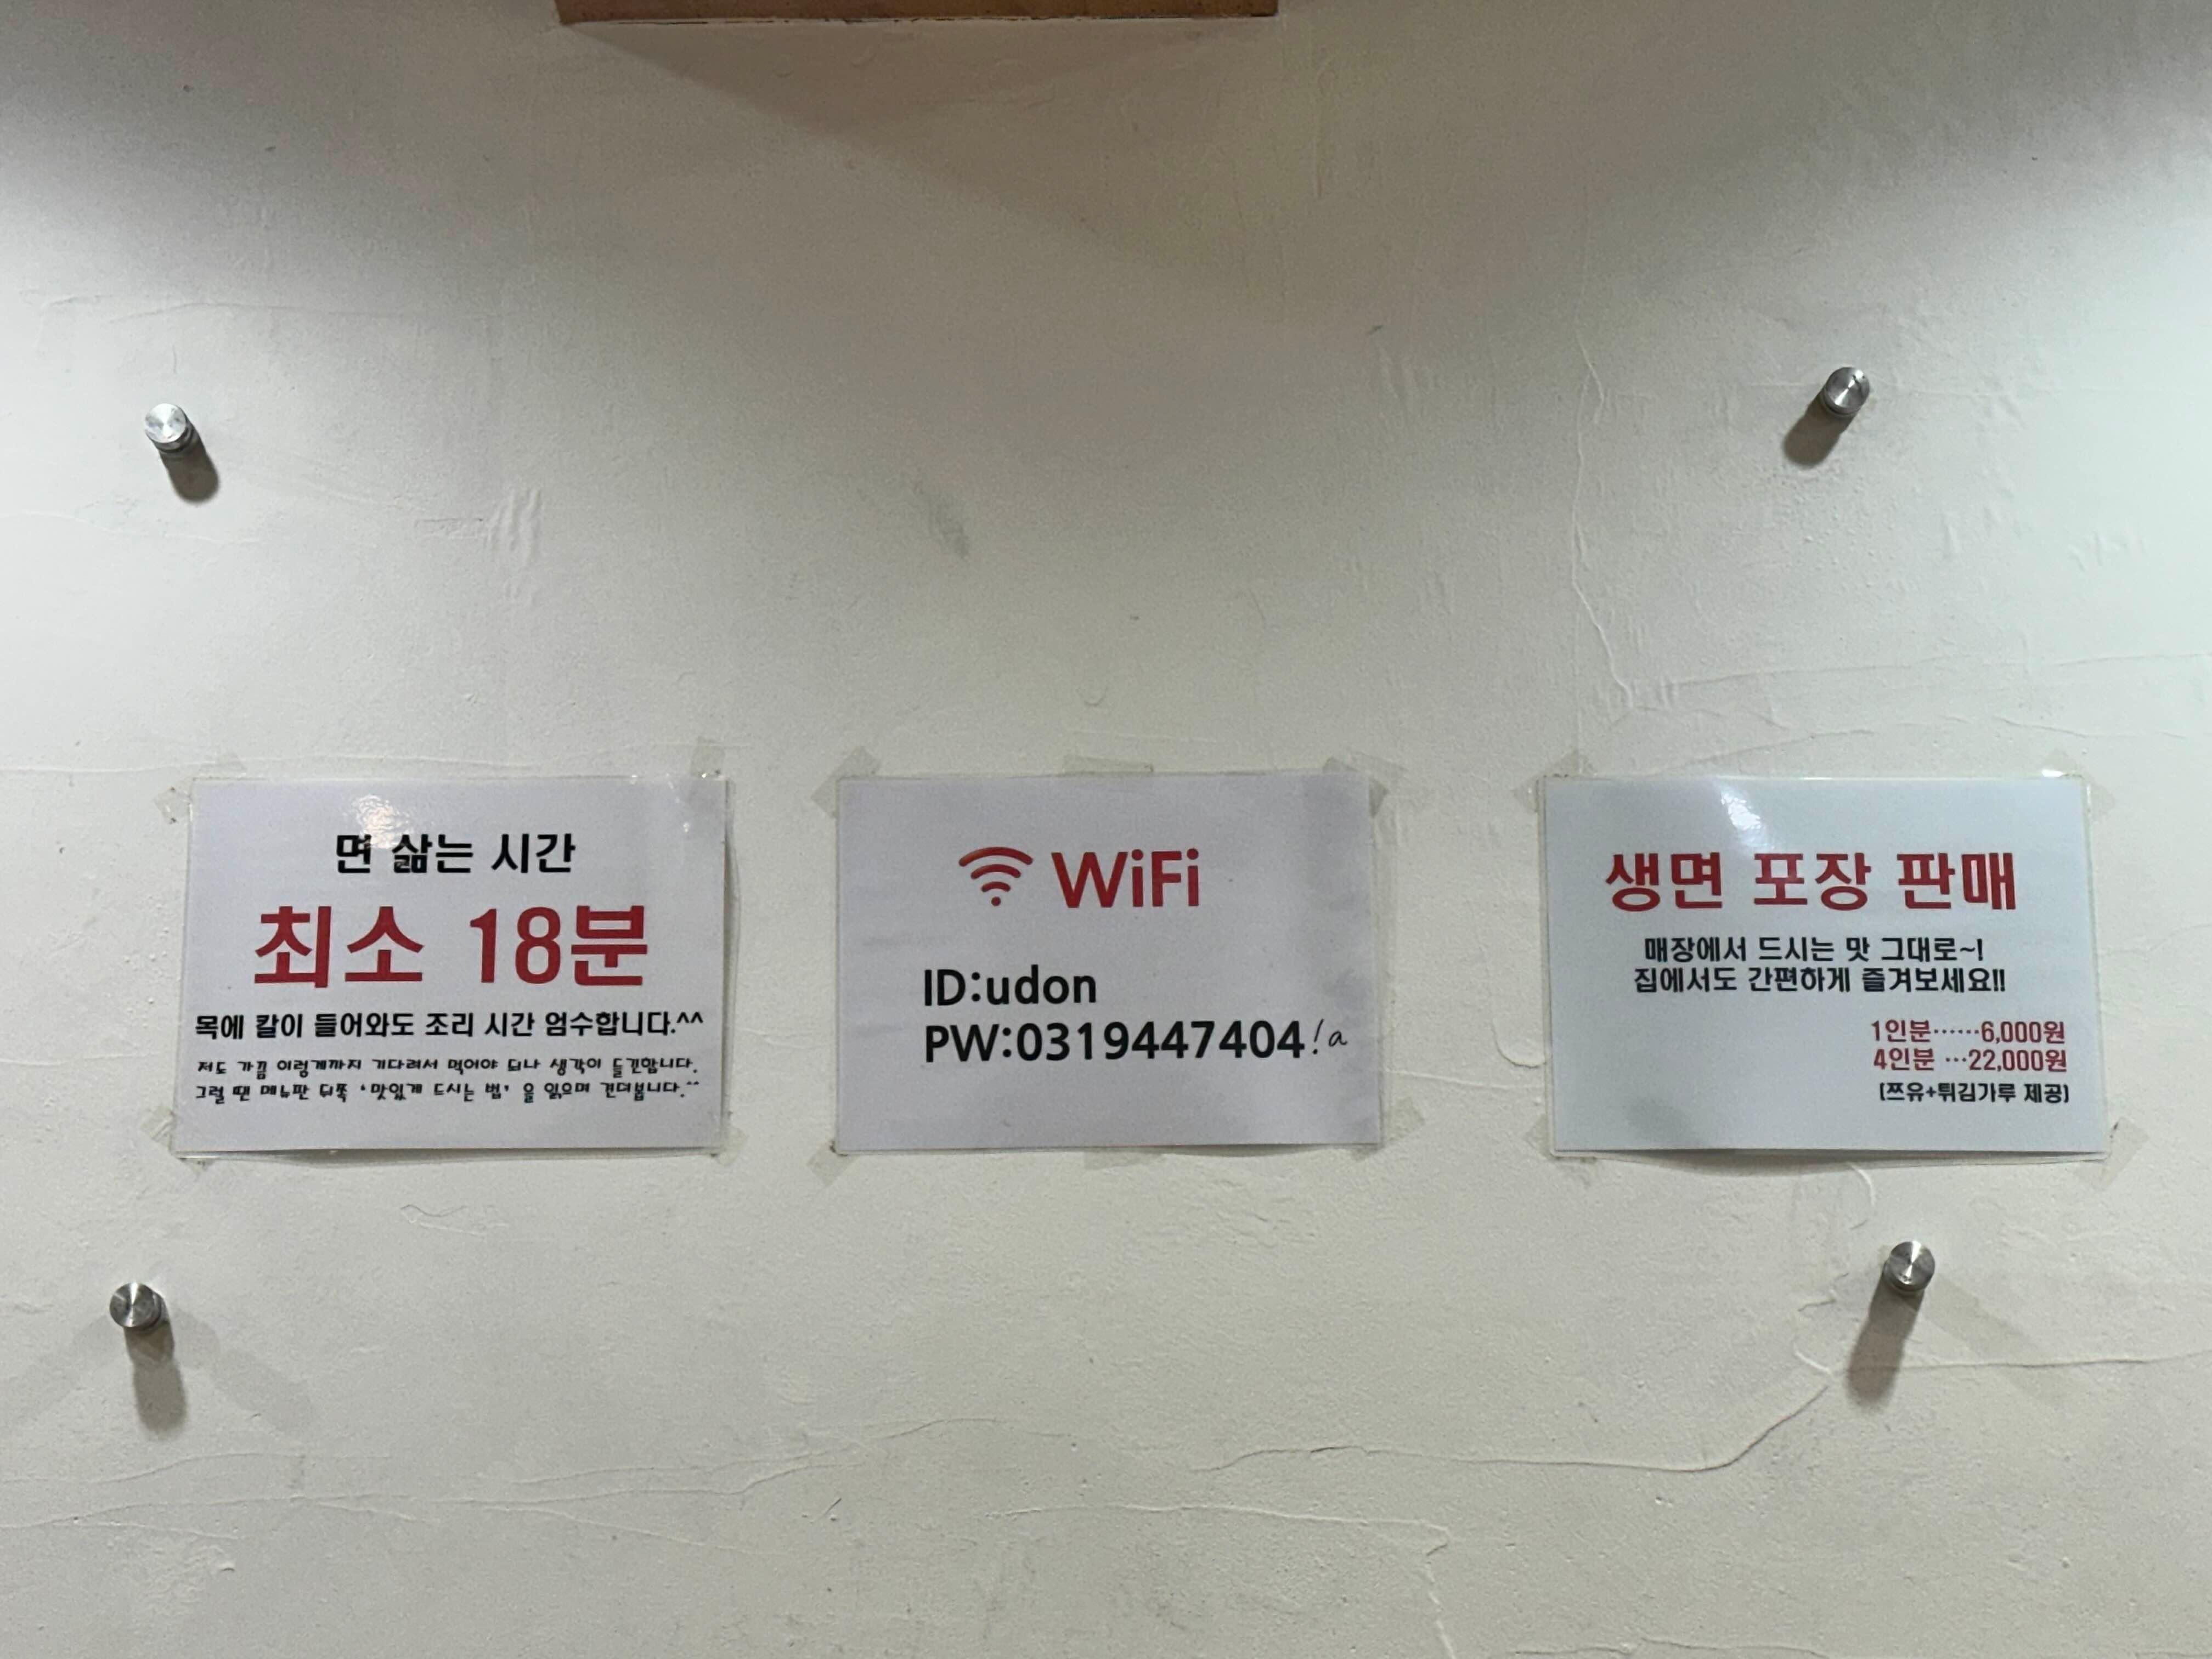 면 삶는 시간
최소 18분
목에 칼이 들어와도 조리 시간 엄수합니다.^^
저도 가끔 이렇게까지 기다려서 먹어야 되나 생각이 들긴합니다.
그럴 땐 메뉴판 뒤쪽 '맛있게 드시는 법' 을 읽으며 견뎌봅니다.^^
WiFi
ID:udon
PW:0319447404!a
생면 포장 판매
매장에서 드시는 맛 그대로~!
집에서도 간편하게 즐겨보세요!!
1인분······6,000원
4인분 ···22,000원
(쯔유+튀김가루 제공)